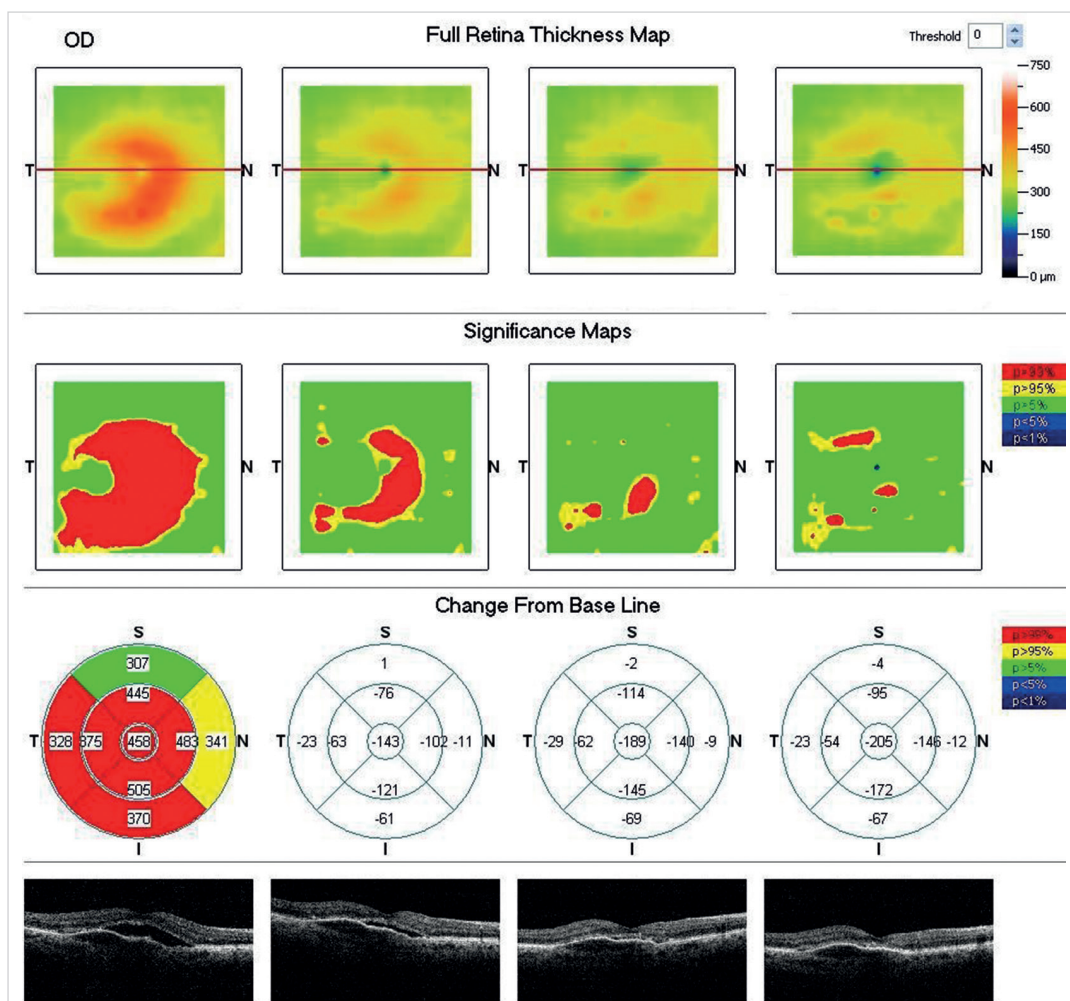 OD Full Retina Thickness Map Threshold 0
750
600
T N T N T N T N
450
300
150
0 µm
Significance Maps
p>99%
p>95%
p>5%
p<5%
p<1%
T N T N T N T N
Change From Base Line
p>99%
p>95%
p>5%
p<5%
p<1%
S S S S
307 1 -2 -4
445 -76 -114 -95
T 328 375 458 483 341 N T -23 -63 -143 -102 -11 N T -29 -62 -189 -140 -9 N T -23 -54 -205 -146 -12 N
505 -121 -145 -172
370 -61 -69 -67
I I I I